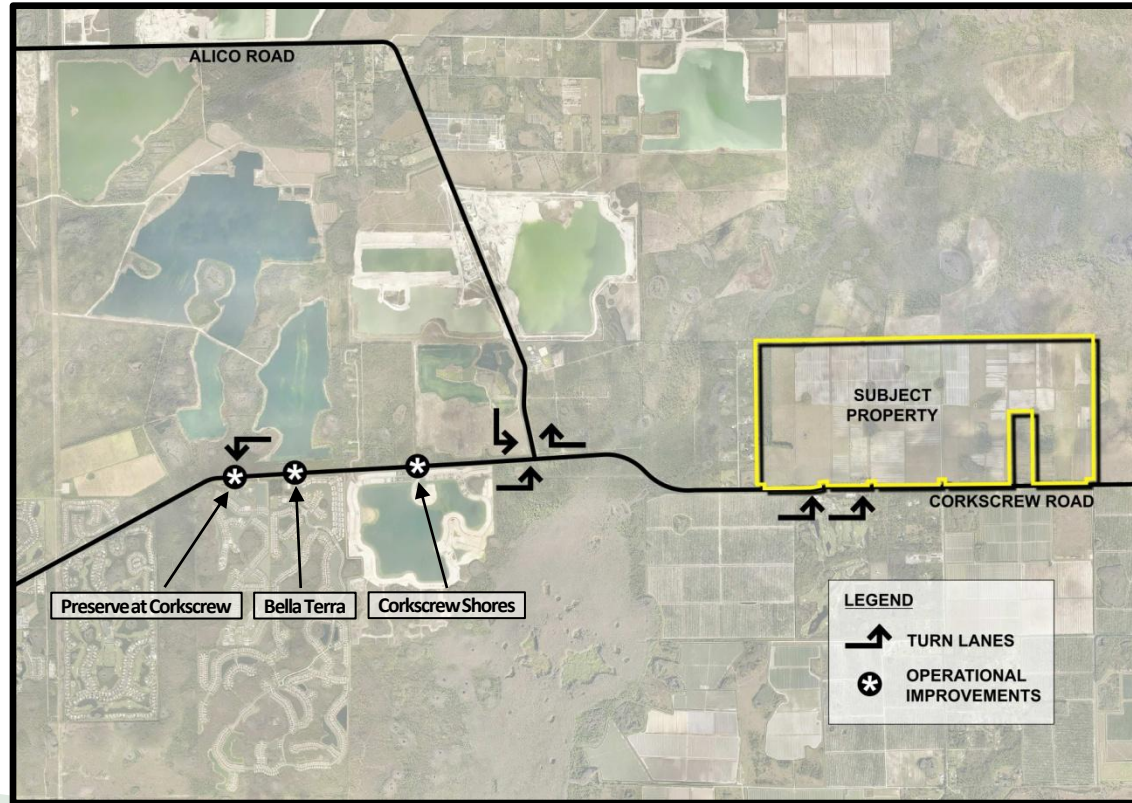 ALICO ROAD
SUBJECT
PROPERTY
CORKSCREW ROAD
Preserve at Corkscrew
Bella Terra
Corkscrew Shores
LEGEND
TURN LANES
OPERATIONAL
IMPROVEMENTS